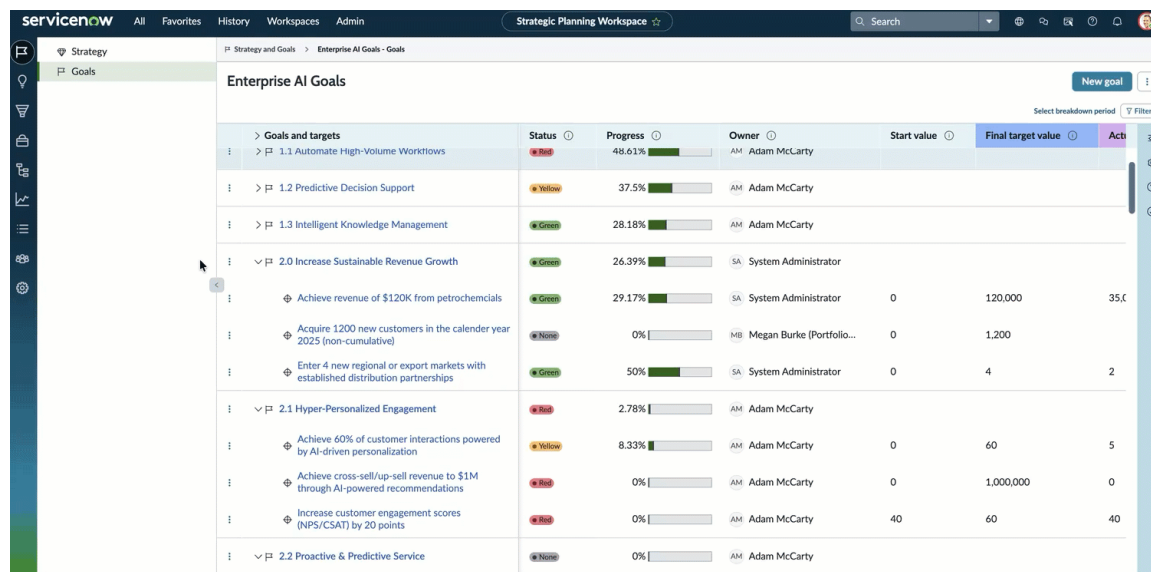 servicenow All Favorites History Workspaces Admin Strategic Planning Workspace Search
Strategy
Goals
Strategy and Goals > Enterprise AI Goals - Goals
Enterprise AI Goals
New goal
Select breakdown period Filter
Goals and targets Status Progress Owner Start value Final target value
1.1 Automate High-Volume Workflows Red 48.61% AM Adam McCarty
1.2 Predictive Decision Support Yellow 37.5% AM Adam McCarty
1.3 Intelligent Knowledge Management Green 28.18% AM Adam McCarty
2.0 Increase Sustainable Revenue Growth Green 26.39% SA System Administrator
Achieve revenue of $120K from petrochemcials Green 29.17% SA System Administrator 0 120,000 35,0
Acquire 1200 new customers in the calender year
2025 (non-cumulative) None 0% MB Megan Burke (Portfolio... 0 1,200
Enter 4 new regional or export markets with
established distribution partnerships Green 50% SA System Administrator 0 4 2
2.1 Hyper-Personalized Engagement Red 2.78% AM Adam McCarty
Achieve 60% of customer interactions powered
by AI-driven personalization Yellow 8.33% AM Adam McCarty 0 60 5
Achieve cross-sell/up-sell revenue to $1M
through AI-powered recommendations Red 0% AM Adam McCarty 0 1,000,000 0
Increase customer engagement scores
(NPS/CSAT) by 20 points Red 0% AM Adam McCarty 40 60 40
2.2 Proactive & Predictive Service None 0% AM Adam McCarty